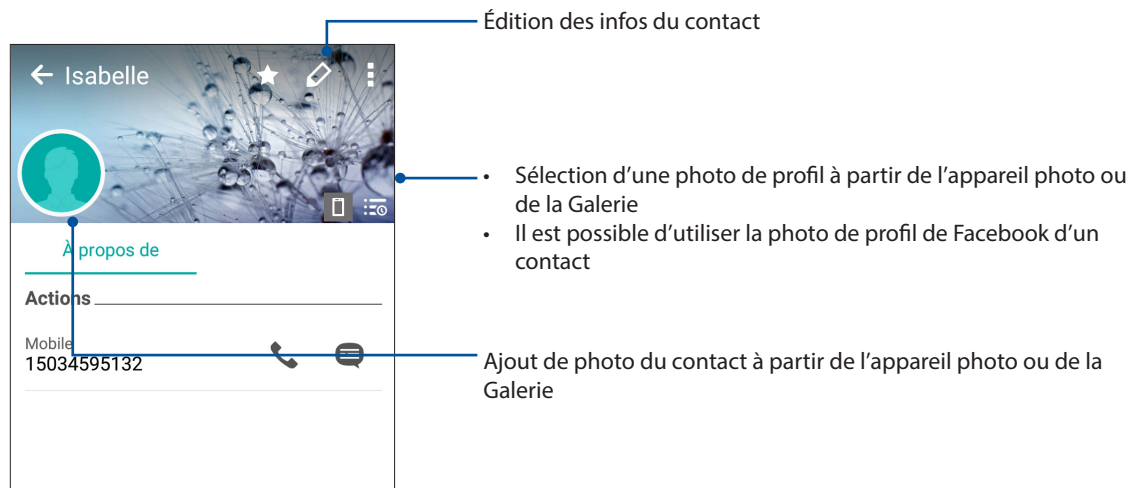 Édition des infos du contact
Isabelle
• Sélection d’une photo de profil à partir de l’appareil photo ou
de la Galerie
• Il est possible d’utiliser la photo de profil de Facebook d’un
contact
À propos de
Actions
Mobile
15034595132
Ajout de photo du contact à partir de l’appareil photo ou de la
Galerie